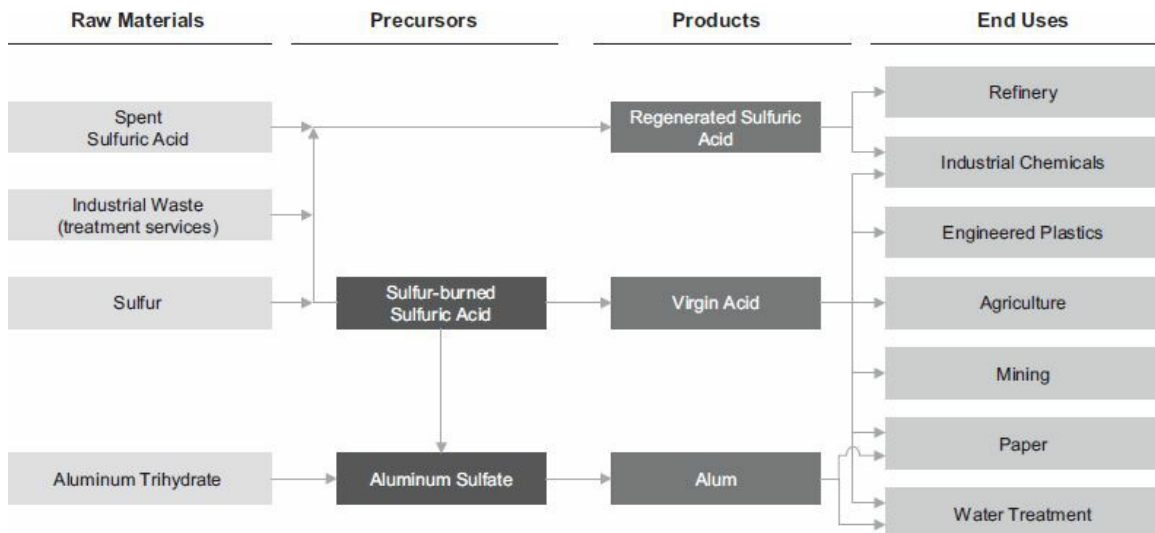 Raw Materials
Precursors
Products
End Uses
Spent
Sulfuric Acid
Regenerated Sulfuric
Acid
Refinery
Industrial Chemicals
Industrial Waste
(treatment services)
Engineered Plastics
Sulfur
Sulfur-burned
Sulfuric Acid
Virgin Acid
Agriculture
Mining
Paper
Aluminum Trihydrate
Aluminum Sulfate
Alum
Water Treatment